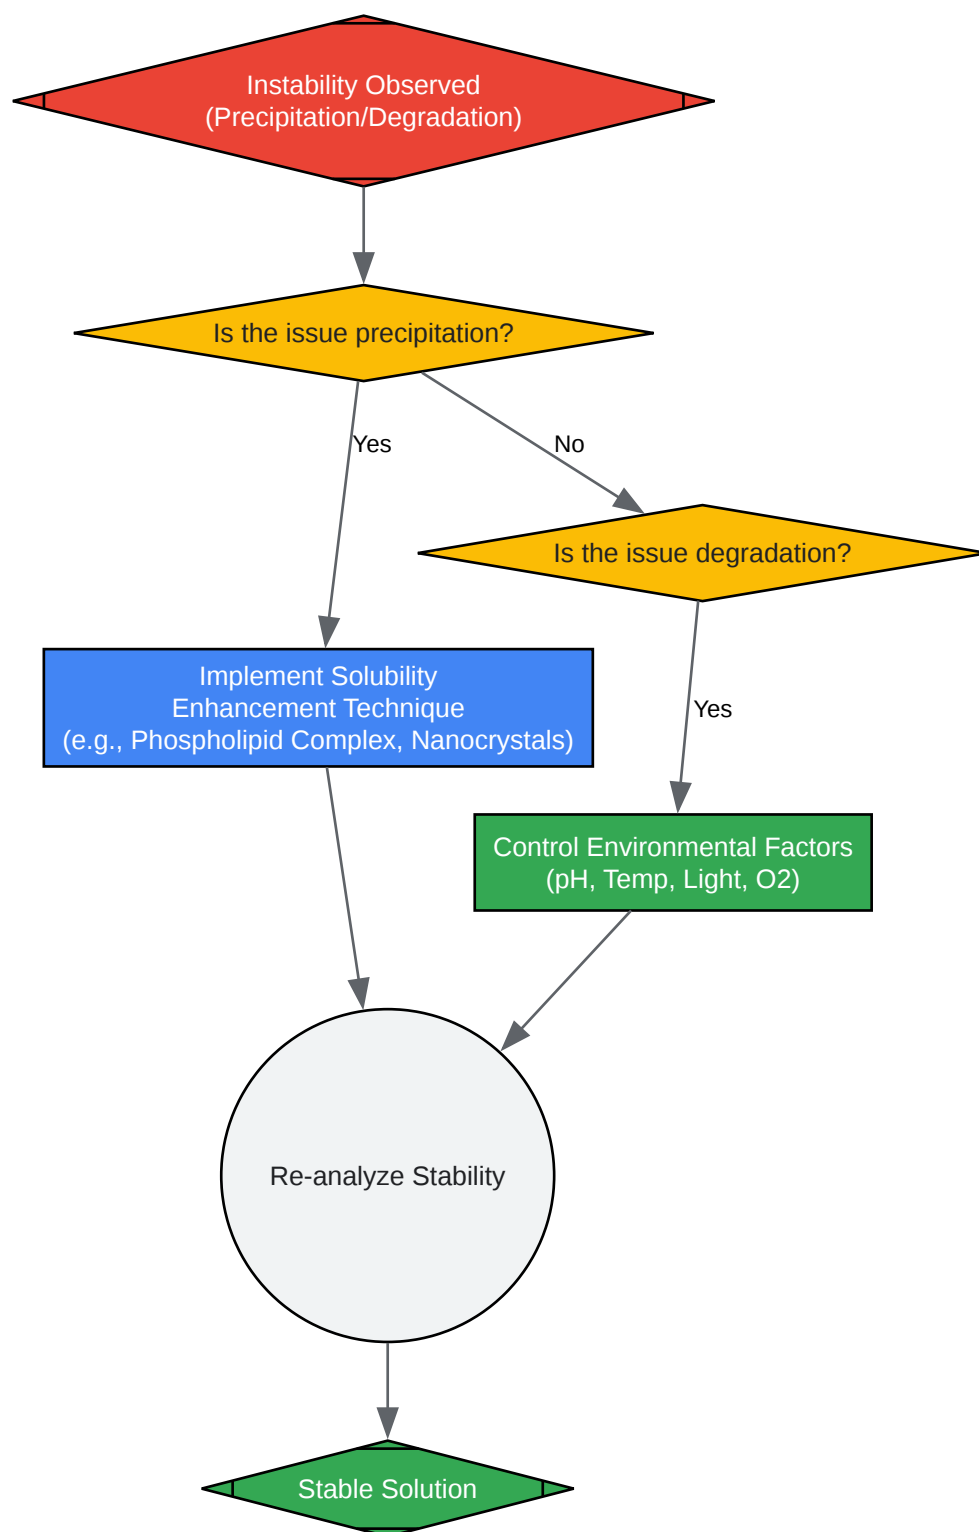 Instability Observed
(Precipitation/Degradation)
Is the issue precipitation?
Yes
No
Is the issue degradation?
Implement Solubility
Enhancement Technique
(e.g., Phospholipid Complex, Nanocrystals)
Yes
Control Environmental Factors
(pH, Temp, Light, O2)
Re-analyze Stability
Stable Solution